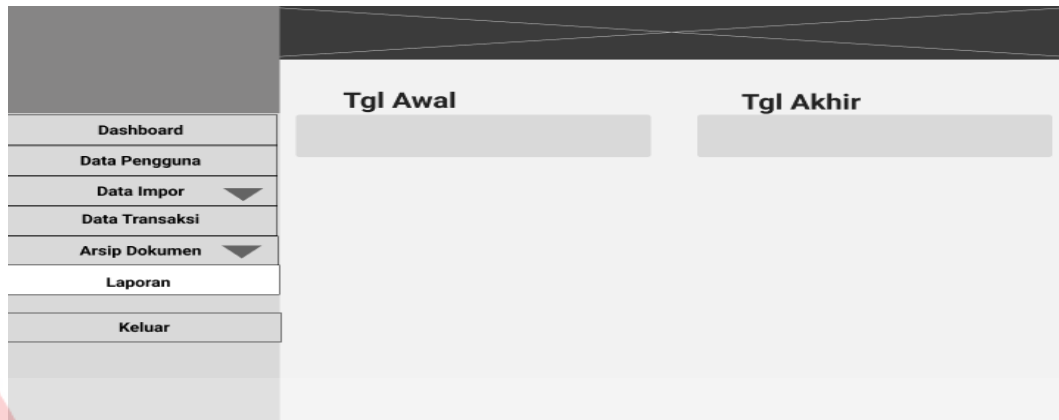 Dashboard
Data Pengguna
Data Impor
Data Transaksi
Arsip Dokumen
Laporan
Keluar
Tgl Awal
Tgl Akhir